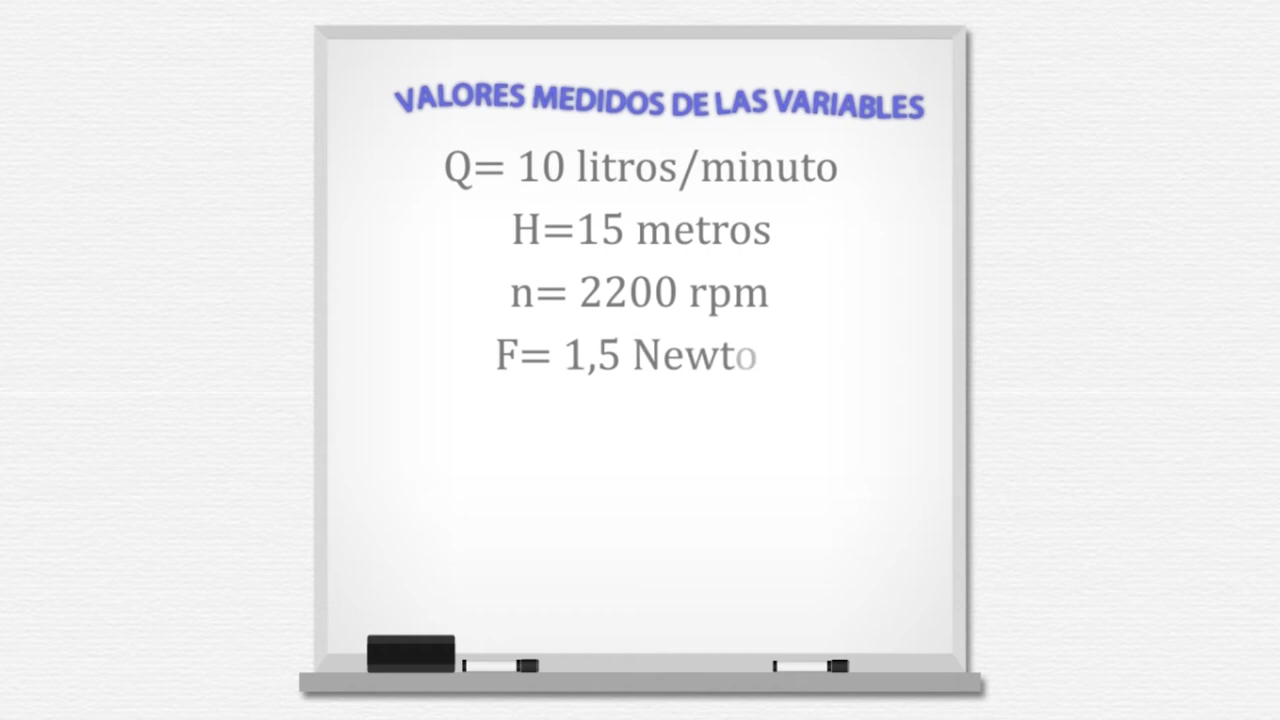 VALORES MEDIDOS DE LAS VARIABLES
Q= 10 litros/minuto
H=15 metros
n= 2200 rpm
F= 1,5 Newto